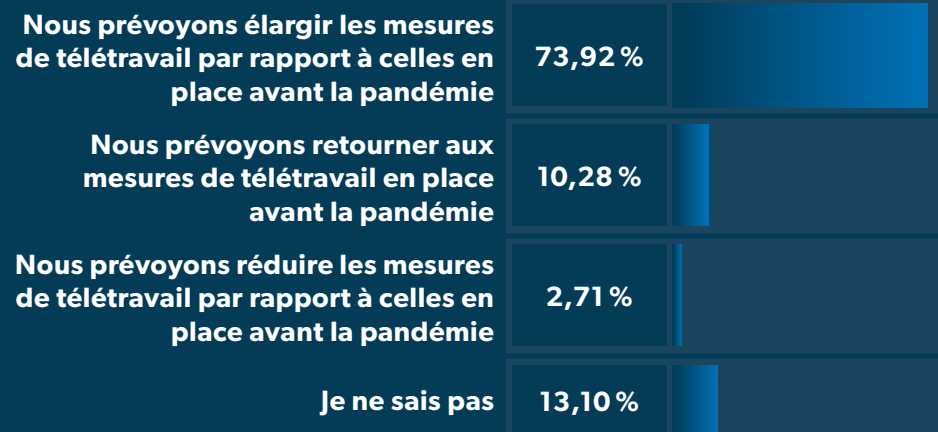 Nous prévoyons élargir les mesures
de télétravail par rapport à celles en
place avant la pandémie
73,92 %
Nous prévoyons retourner aux
mesures de télétravail en place
avant la pandémie
10,28 %
Nous prévoyons réduire les mesures
de télétravail par rapport à celles en
place avant la pandémie
2,71 %
Je ne sais pas
13,10 %